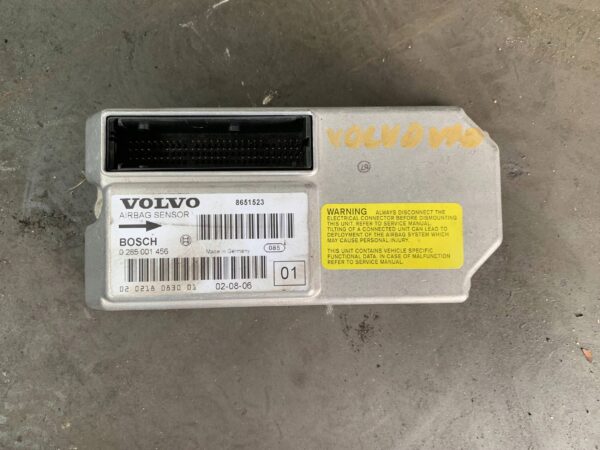 VOLVO
8651523
AIRBAG SENSOR
BOSCH
Made in Germany
085
0 285 001 456
01
02 0218 0830 01
02-08-06
VOLVO
WARNING ALWAYS DISCONNECT THE
ELECTRICAL CONNECTOR BEFORE DISMOUNTING
THIS UNIT. REFER TO SERVICE MANUAL.
TILTING OF A CONNECTED UNIT CAN LEAD TO
DEPLOYMENT OF THE AIRBAG SYSTEM WHICH
MAY CAUSE PERSONAL INJURY.
THIS UNIT CONTAINS VEHICLE SPECIFIC
FUNCTIONAL DATA. IN CASE OF MALFUNCTION
REFER TO SERVICE MANUAL.